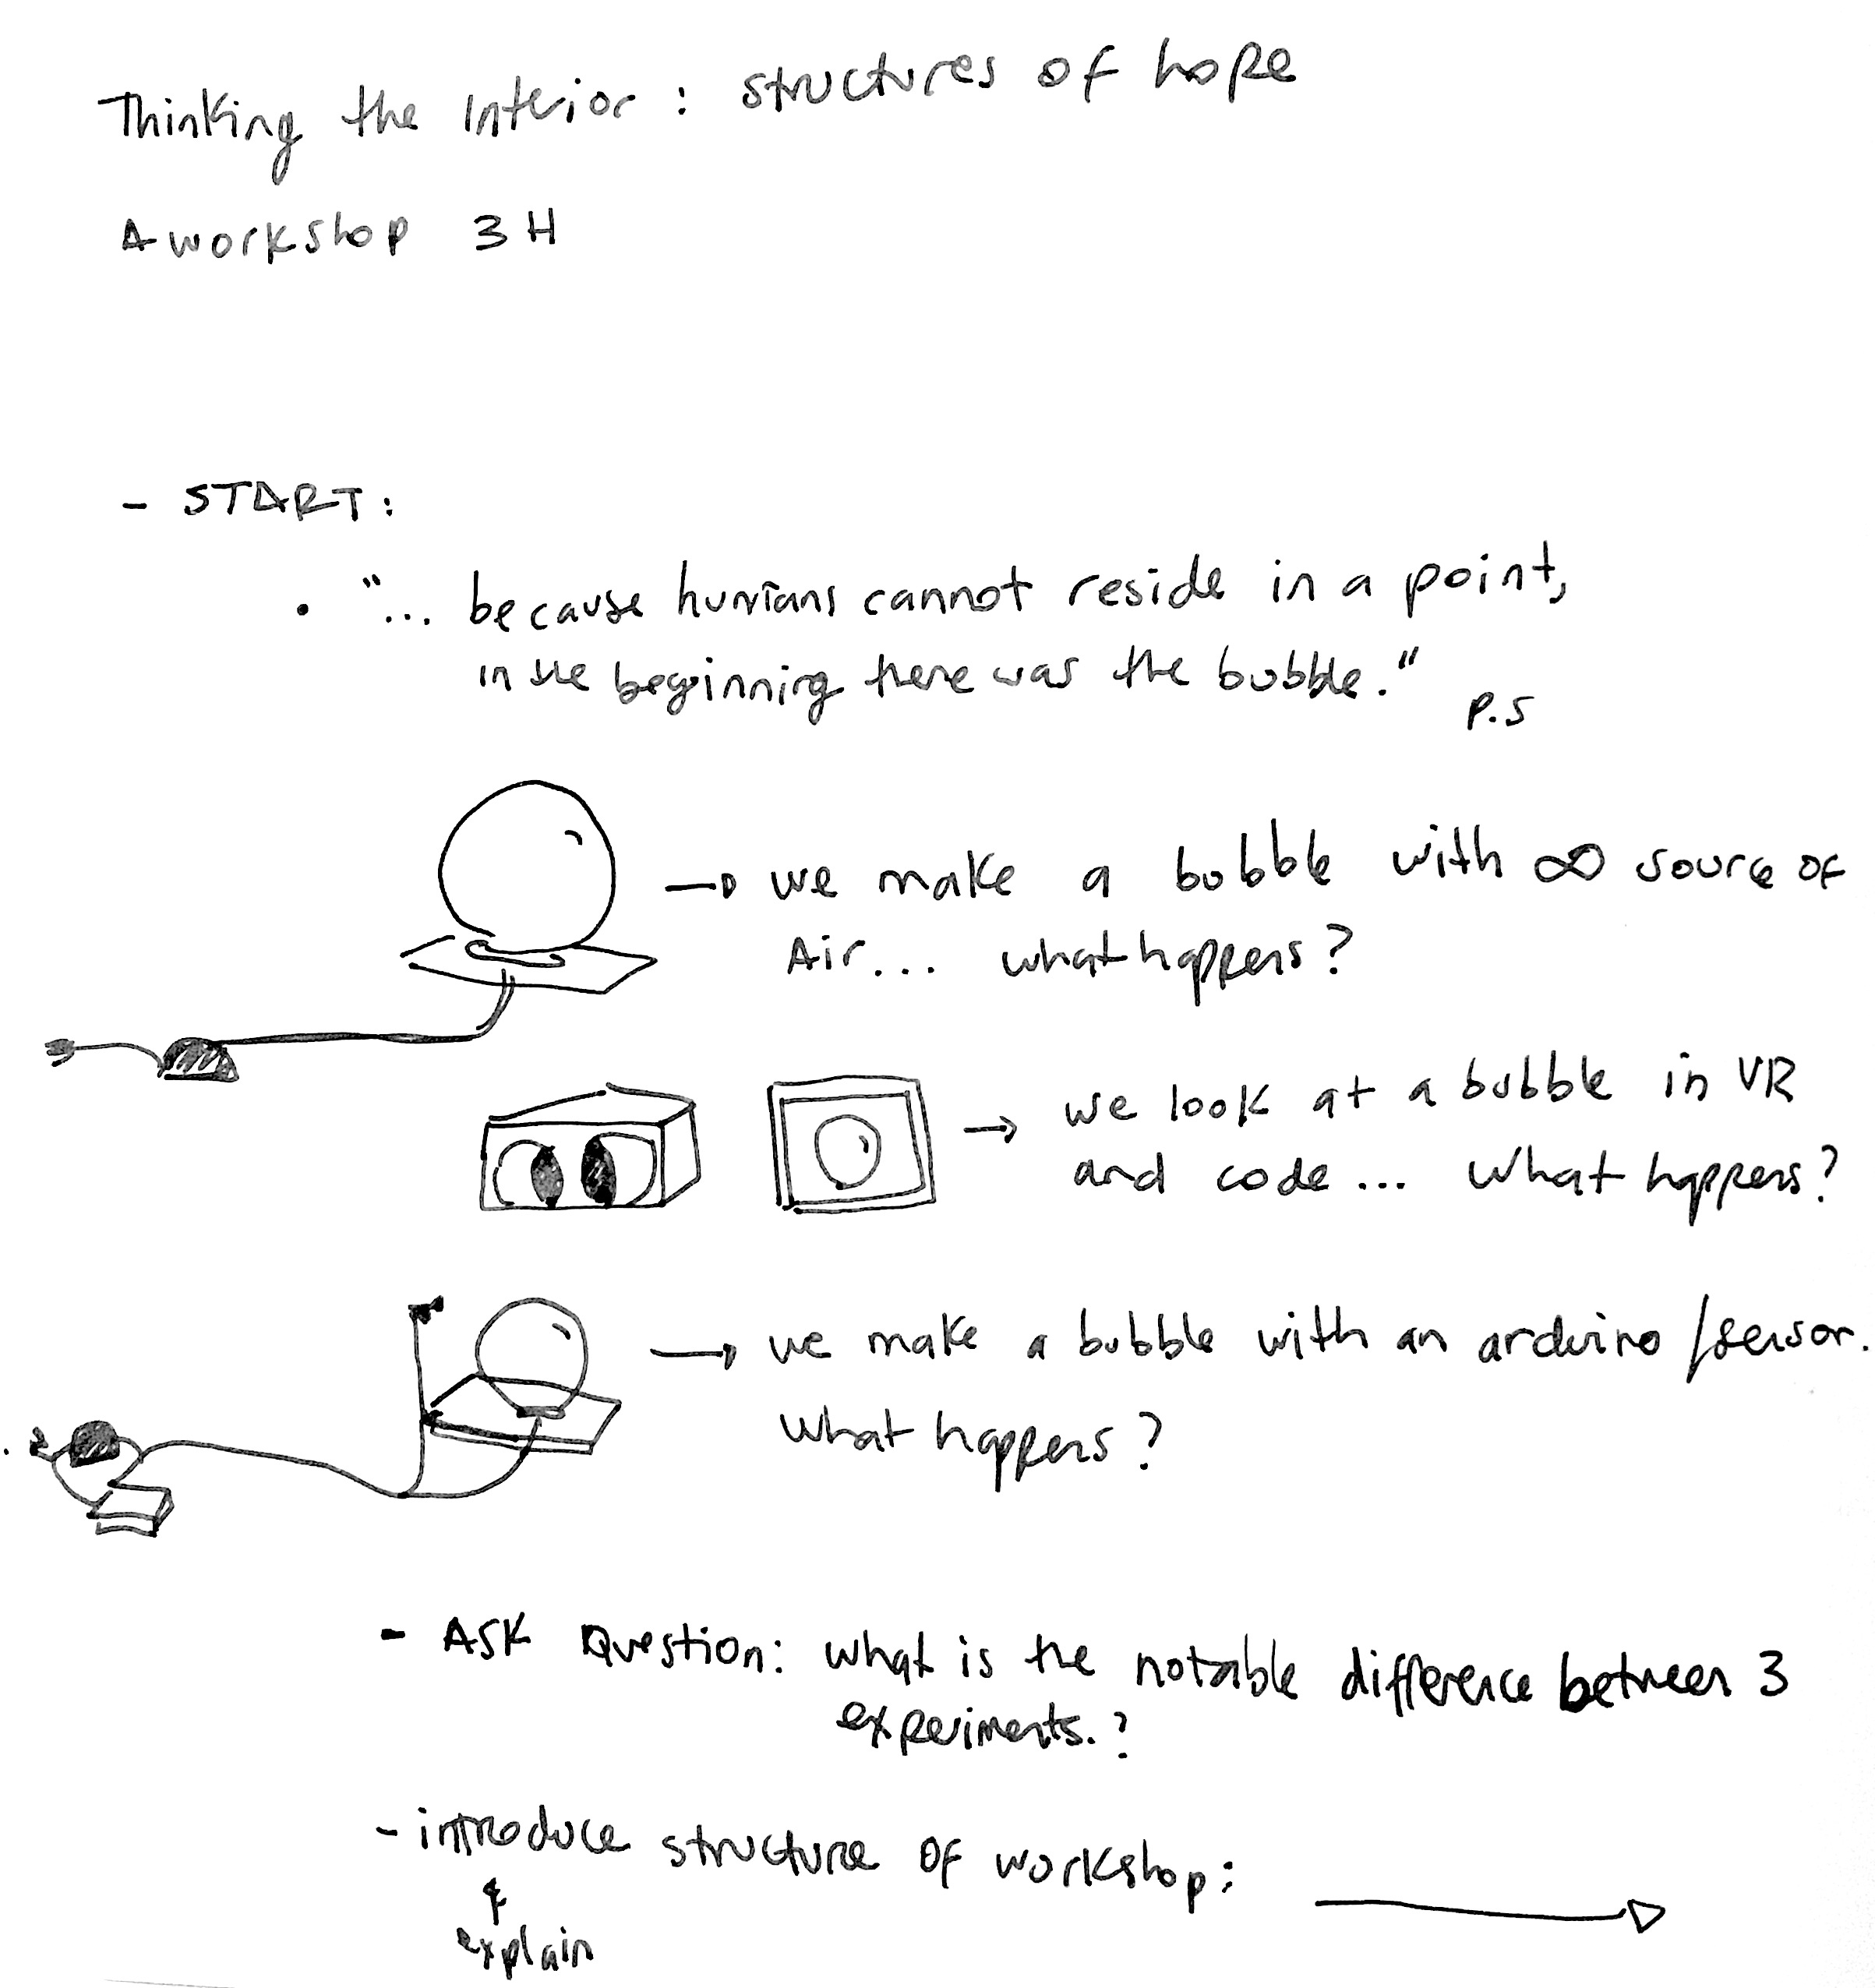 Thinking the Interior : structures of hope
A workshop 3H
- START:
• "... because humans cannot reside in a point,
in the beginning there was the bubble."
P.S
→ we make a bubble with ∞ source of
Air... what happens?
→ we look at a bubble in VR
and code... what happens?
→ we make a bubble with an arduino /sensor.
what happens?
- ASK Question: what is the notable difference between 3
experiments.?
- introduce structure of workshop: →
&
explain